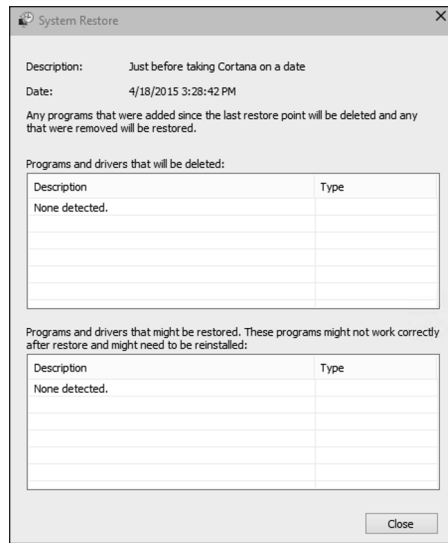 System Restore
Description: Just before taking Cortana on a date
Date: 4/18/2015 3:28:42 PM
Any programs that were added since the last restore point will be deleted and any
that were removed will be restored.
Programs and drivers that will be deleted:
Description Type
None detected.
Programs and drivers that might be restored. These programs might not work correctly
after restore and might need to be reinstalled:
Description Type
None detected.
Close